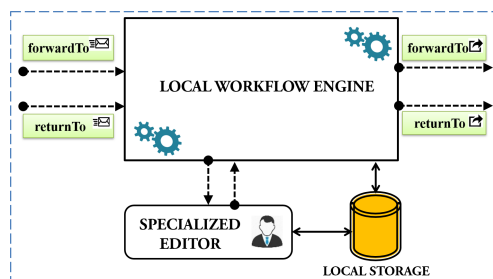 forwardTo
forwardTo
LOCAL WORKFLOW ENGINE
returnTo
returnTo
SPECIALIZED
EDITOR
LOCAL STORAGE